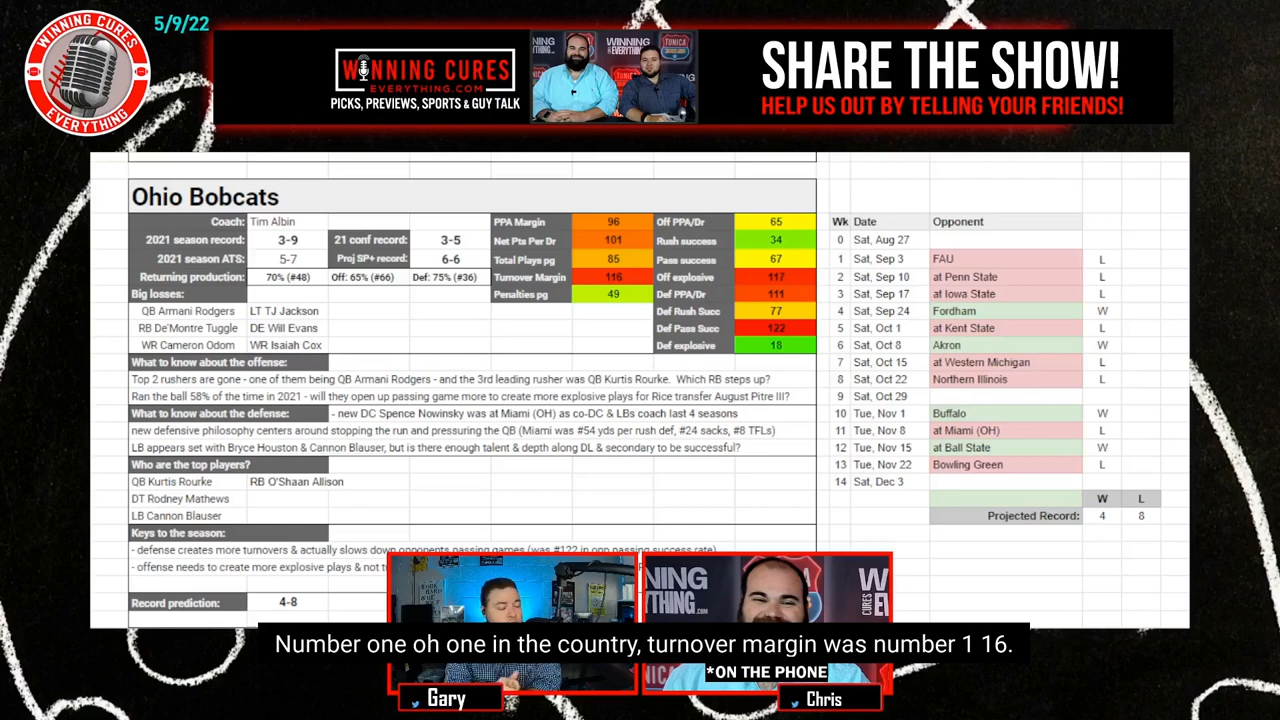 5/9/22
WINNING CURES
EVERYTHING
WINNING CURES
EVERYTHING.COM
PICKS, PREVIEWS, SPORTS & GUY TALK
SHARE THE SHOW!
HELP US OUT BY TELLING YOUR FRIENDS!
Ohio Bobcats
Coach: Tim Albin PPA Margin 96 Off PPA/Dr 65
2021 season record: 3-9 21 conf record: 3-5 Net Pts Per Dr 101 Rush success 34
2021 season ATS: 5-7 Proj SP+ record: 6-6 Total Plays pg 85 Pass success 67
Returning production: 70% (#48) Off: 65% (#66) Def: 75% (#36) Turnover Margin 116 Off explosive 117
Big losses: Penalties pg 49 Def PPA/Dr 111
QB Armani Rodgers LT TJ Jackson Def Rush Succ 77
RB De'Montre Tuggle DE Will Evans Def Pass Succ 122
WR Cameron Odom WR Isaiah Cox Def explosive 18
What to know about the offense:
Top 2 rushers are gone - one of them being QB Armani Rodgers - and the 3rd leading rusher was QB Kurtis Rourke. Which RB steps up?
Ran the ball 58% of the time in 2021 - will they open up passing game more to create more explosive plays for Rice transfer August Pitre III?
What to know about the defense: - new DC Spence Nowinsky was at Miami (OH) as co-DC & LBs coach last 4 seasons
new defensive philosophy centers around stopping the run and pressuring the QB (Miami was #54 yds per rush def, #24 sacks, #8 TFLs)
LB appears set with Bryce Houston & Cannon Blauser, but is there enough talent & depth along DL & secondary to be successful?
Who are the top players?
QB Kurtis Rourke RB O'Shaan Allison
DT Rodney Mathews
LB Cannon Blauser
Keys to the season:
- defense creates more turnovers & actually slows down opponents passing games (was #122 in opp passing success rate)
- offense needs to create more explosive plays & not t
Record prediction: 4-8
Wk Date Opponent
0 Sat, Aug 27
1 Sat, Sep 3 FAU L
2 Sat, Sep 10 at Penn State L
3 Sat, Sep 17 at Iowa State L
4 Sat, Sep 24 Fordham W
5 Sat, Oct 1 at Kent State L
6 Sat, Oct 8 Akron W
7 Sat, Oct 15 at Western Michigan L
8 Sat, Oct 22 Northern Illinois L
9 Sat, Oct 29
10 Tue, Nov 1 Buffalo W
11 Tue, Nov 8 at Miami (OH) L
12 Tue, Nov 15 at Ball State W
13 Tue, Nov 22 Bowling Green L
14 Sat, Dec 3
W L
Projected Record: 4 8
Number one oh one in the country, turnover margin was number 1 16.
*ON THE PHONE
Gary
Chris